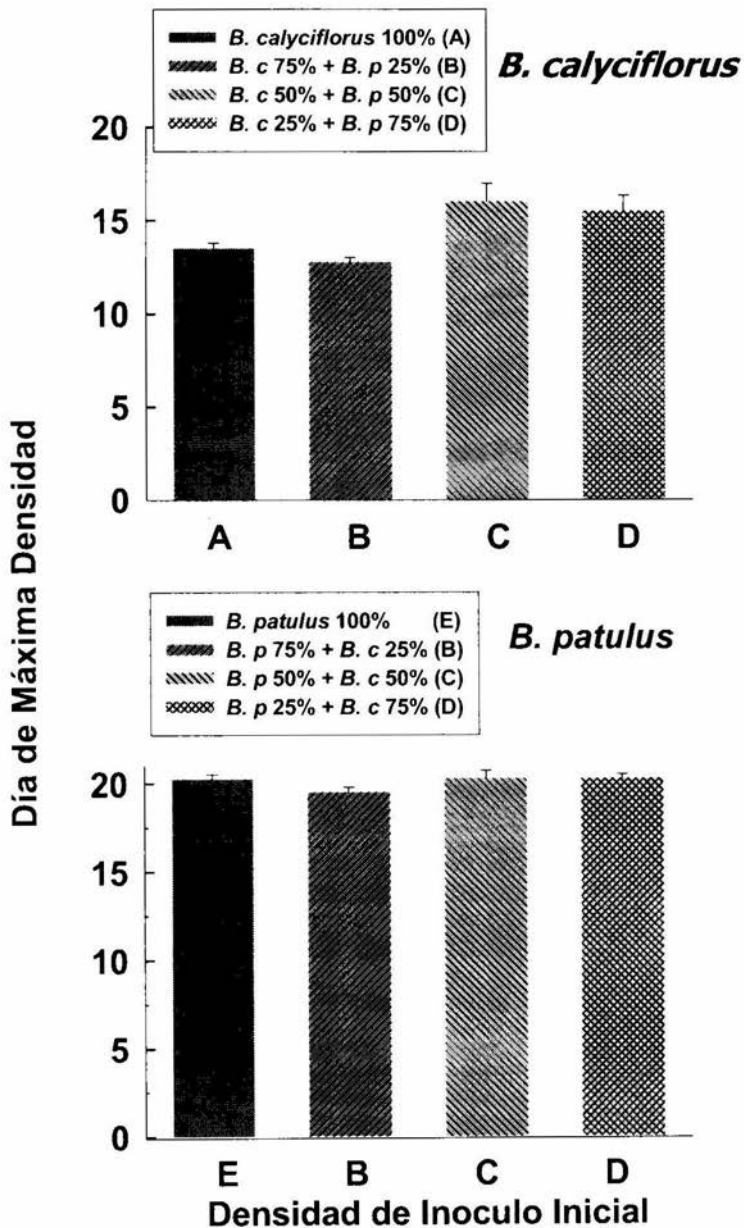 B. calyciflorus 100% (A)
B. c 75% + B. p 25% (B)
B. c 50% + B. p 50% (C)
B. c 25% + B. p 75% (D)
B. calyciflorus
20
15
10
5
0
A B C D
Día de Máxima Densidad
B. patulus 100% (E)
B. p 75% + B. c 25% (B)
B. p 50% + B. c 50% (C)
B. p 25% + B. c 75% (D)
B. patulus
20
15
10
5
0
E B C D
Densidad de Inoculo Inicial